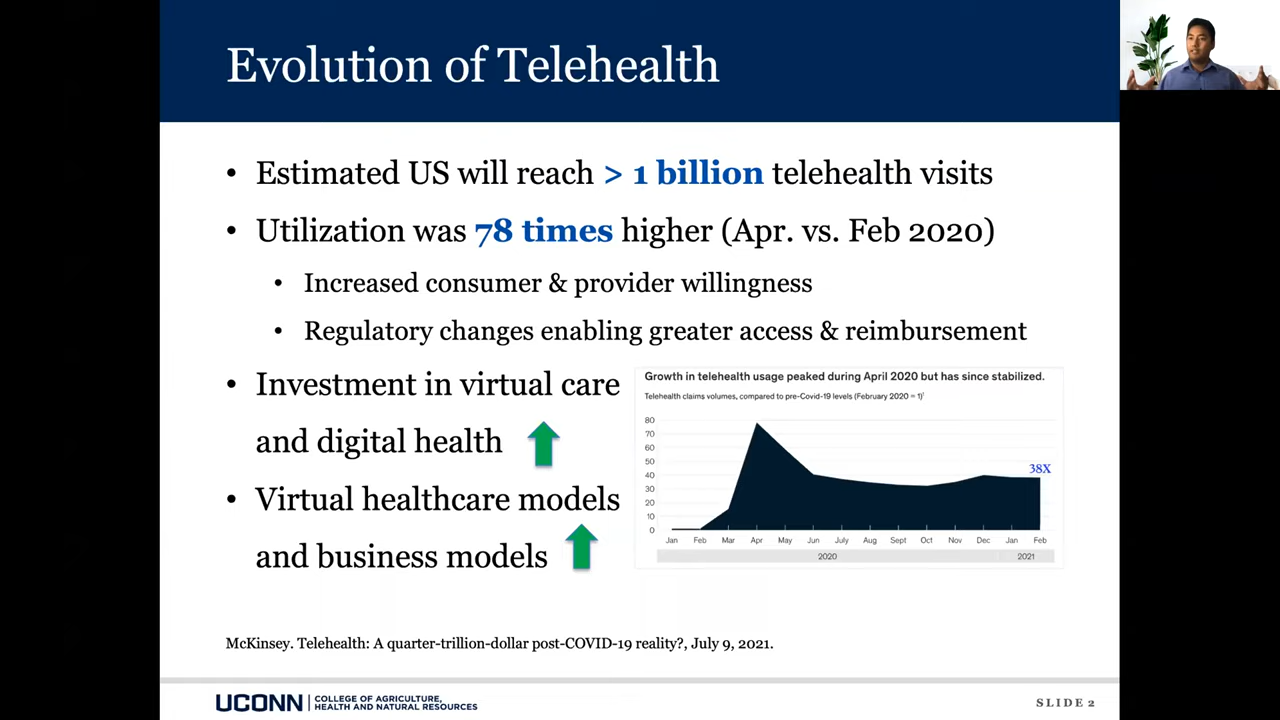 Evolution of Telehealth
• Estimated US will reach > 1 billion telehealth visits
• Utilization was 78 times higher (Apr. vs. Feb 2020)
• Increased consumer & provider willingness
• Regulatory changes enabling greater access & reimbursement
• Investment in virtual care
and digital health
• Virtual healthcare models
and business models
Growth in telehealth usage peaked during April 2020 but has since stabilized.
Telehealth claims volumes, compared to pre-Covid-19 levels (February 2020 = 1)¹
80
70
60
50
40
30
20
10
0
38X
Jan Feb Mar Apr May Jun July Aug Sept Oct Nov Dec Jan Feb
2020 2021
McKinsey. Telehealth: A quarter-trillion-dollar post-COVID-19 reality?, July 9, 2021.
UCONN | COLLEGE OF AGRICULTURE,
HEALTH AND NATURAL RESOURCES
SLIDE 2